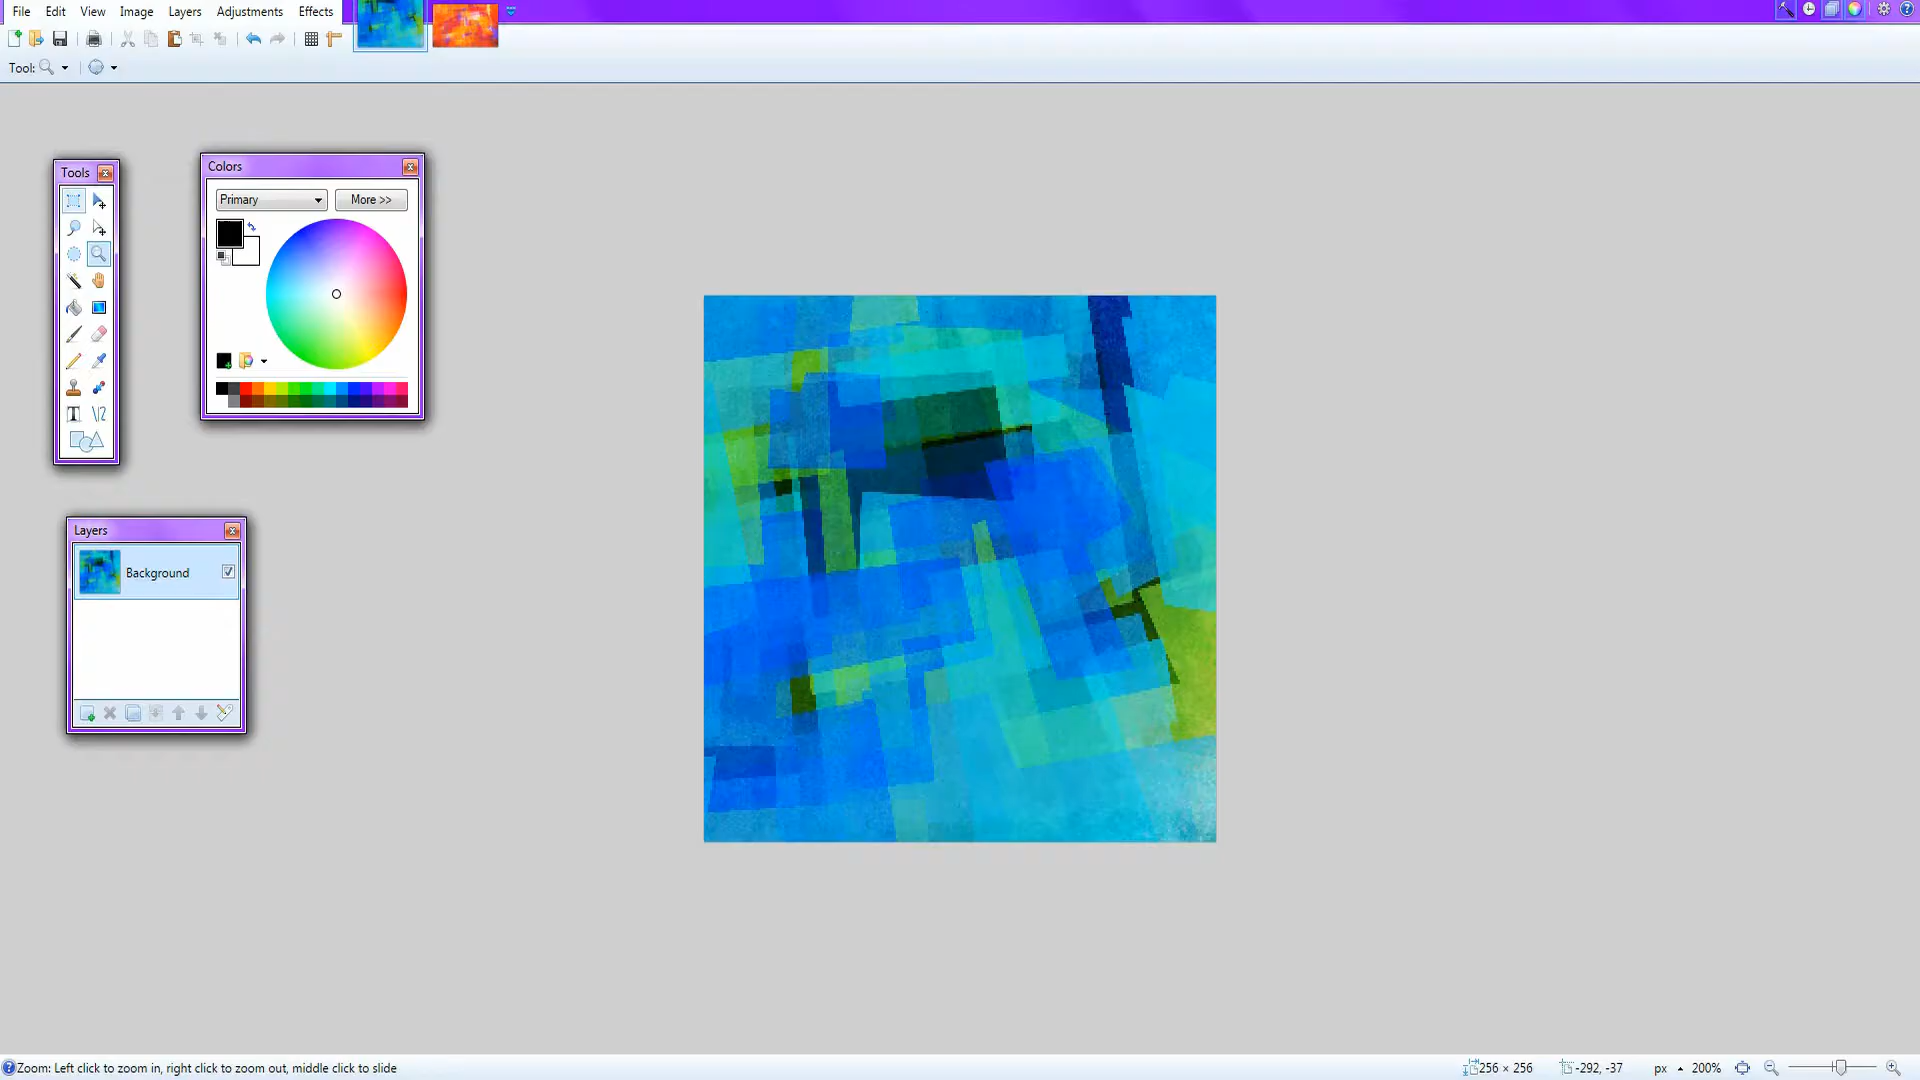 File Edit View Image Layers Adjustments Effects
Tool:
Tools
Colors
Primary More >>
Layers
Background
Zoom: Left click to zoom in, right click to zoom out, middle click to slide
256 × 256
-292, -37
px
200%